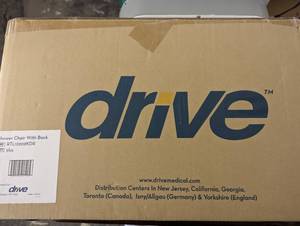 drive™
Shower Chair With Back
drive
www.drivemedical.com
Distribution Centers In New Jersey, California, Georgia,
Toronto (Canada), Isny/Allgau (Germany) & Yorkshire (England)